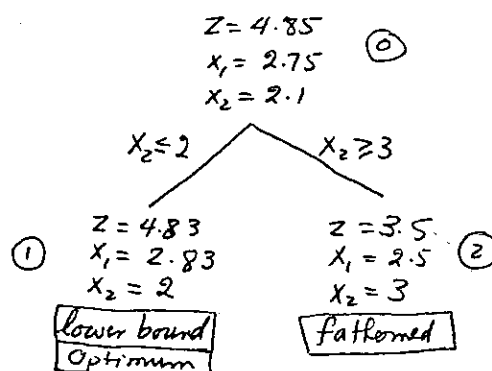 Z = 4.85
x₁ = 2.75
x₂ = 2.1
0
x₂ ≤ 2
x₂ ≥ 3
1
Z = 4.83
x₁ = 2.83
x₂ = 2
lower bound
Optimum
Z = 3.5
x₁ = 2.5
x₂ = 3
2
fathomed